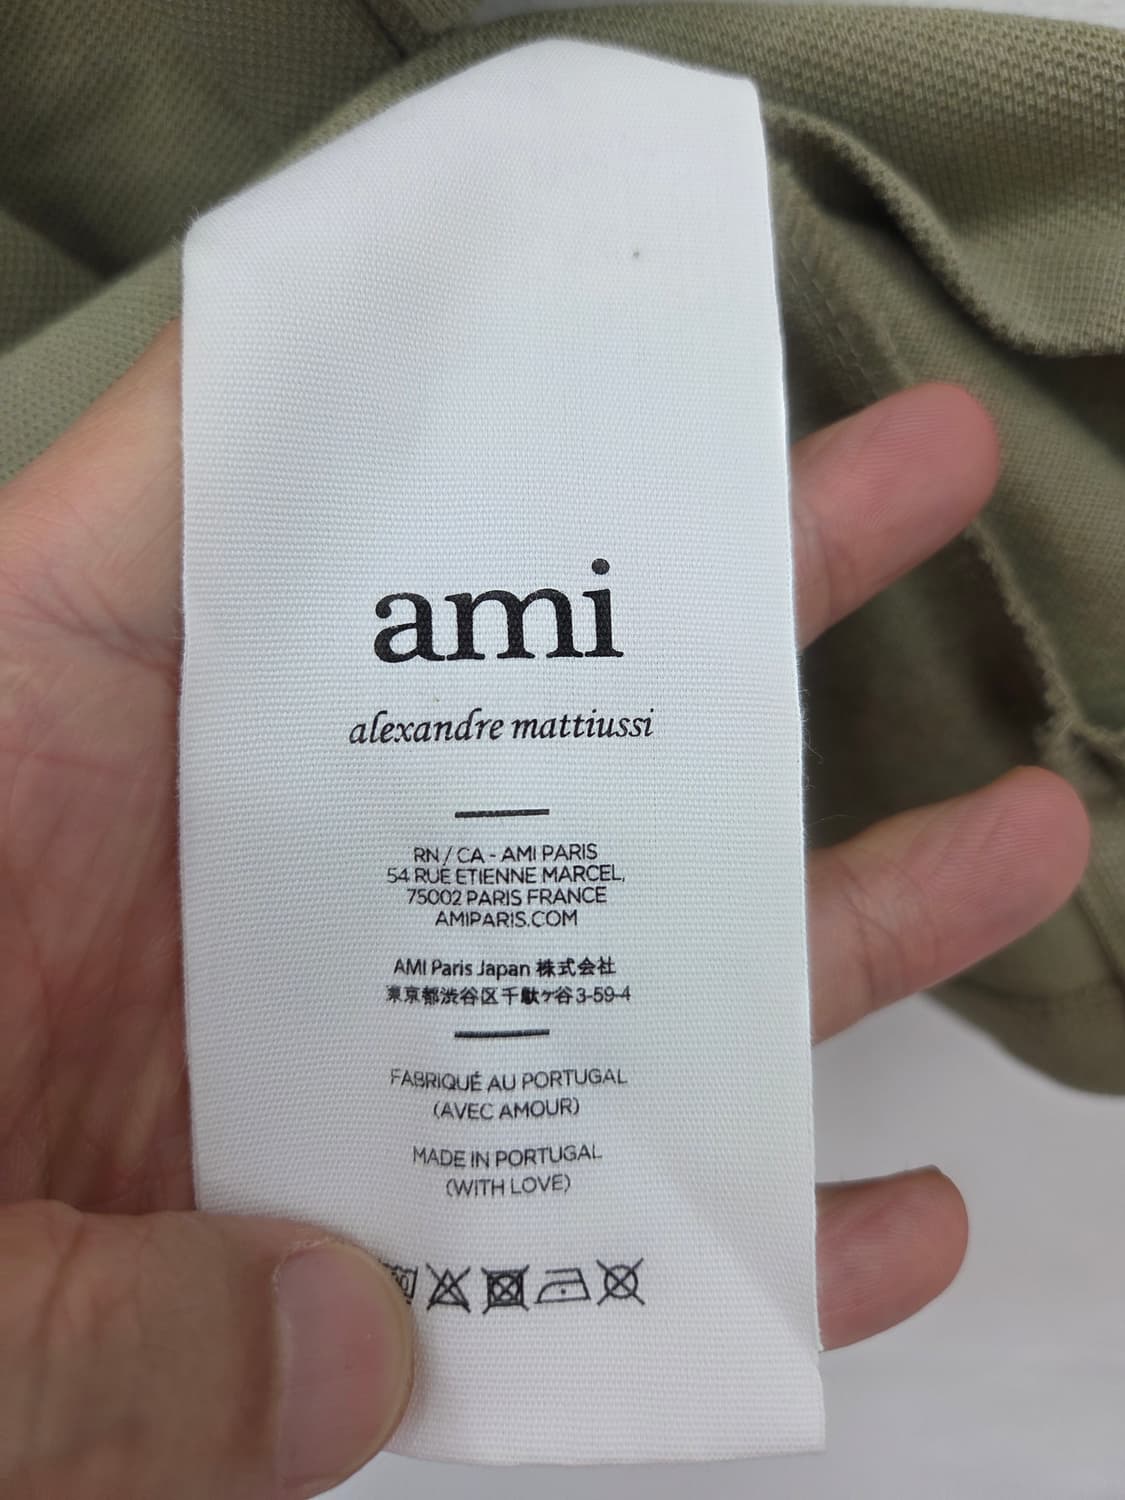 ami
alexandre mattiussi
RN / CA - AMI PARIS
54 RUE ETIENNE MARCEL,
75002 PARIS FRANCE
AMIPARIS.COM
AMI Paris Japan 株式会社
東京都渋谷区千駄ヶ谷3-59-4
FABRIQUÉ AU PORTUGAL
(AVEC AMOUR)
MADE IN PORTUGAL
(WITH LOVE)